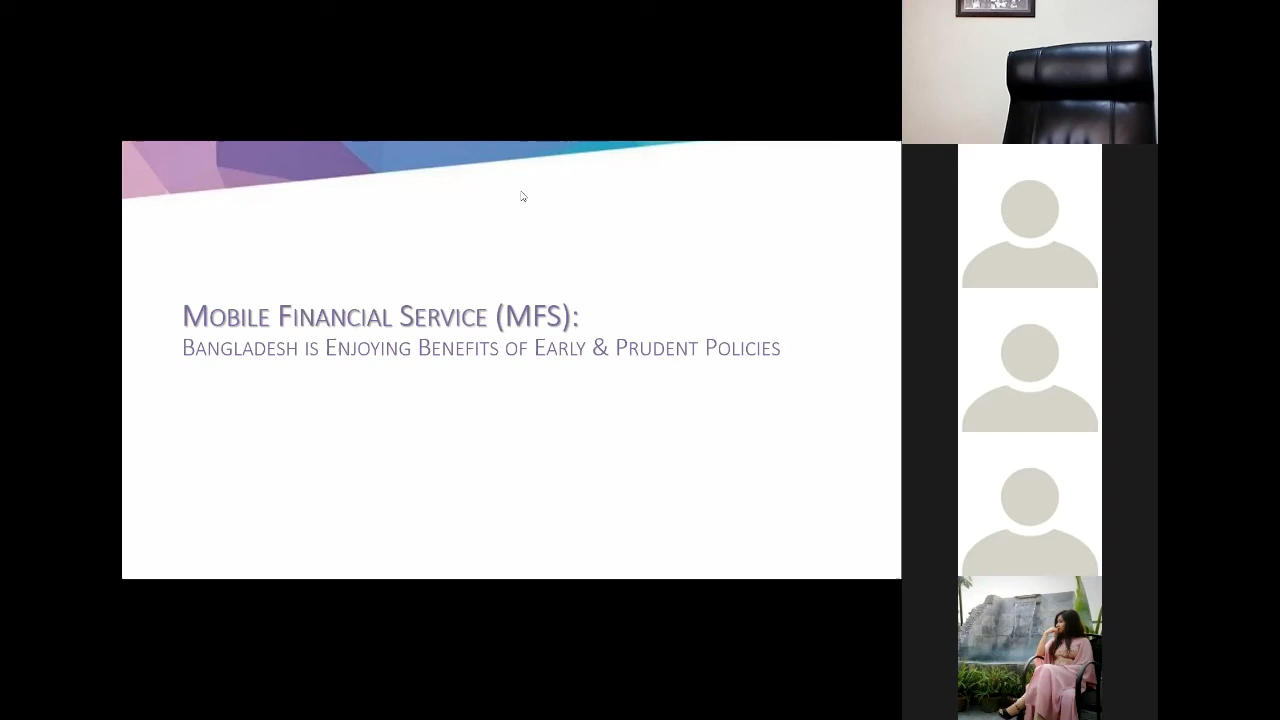 Mobile Financial Service (MFS):
Bangladesh is Enjoying Benefits of Early & Prudent Policies